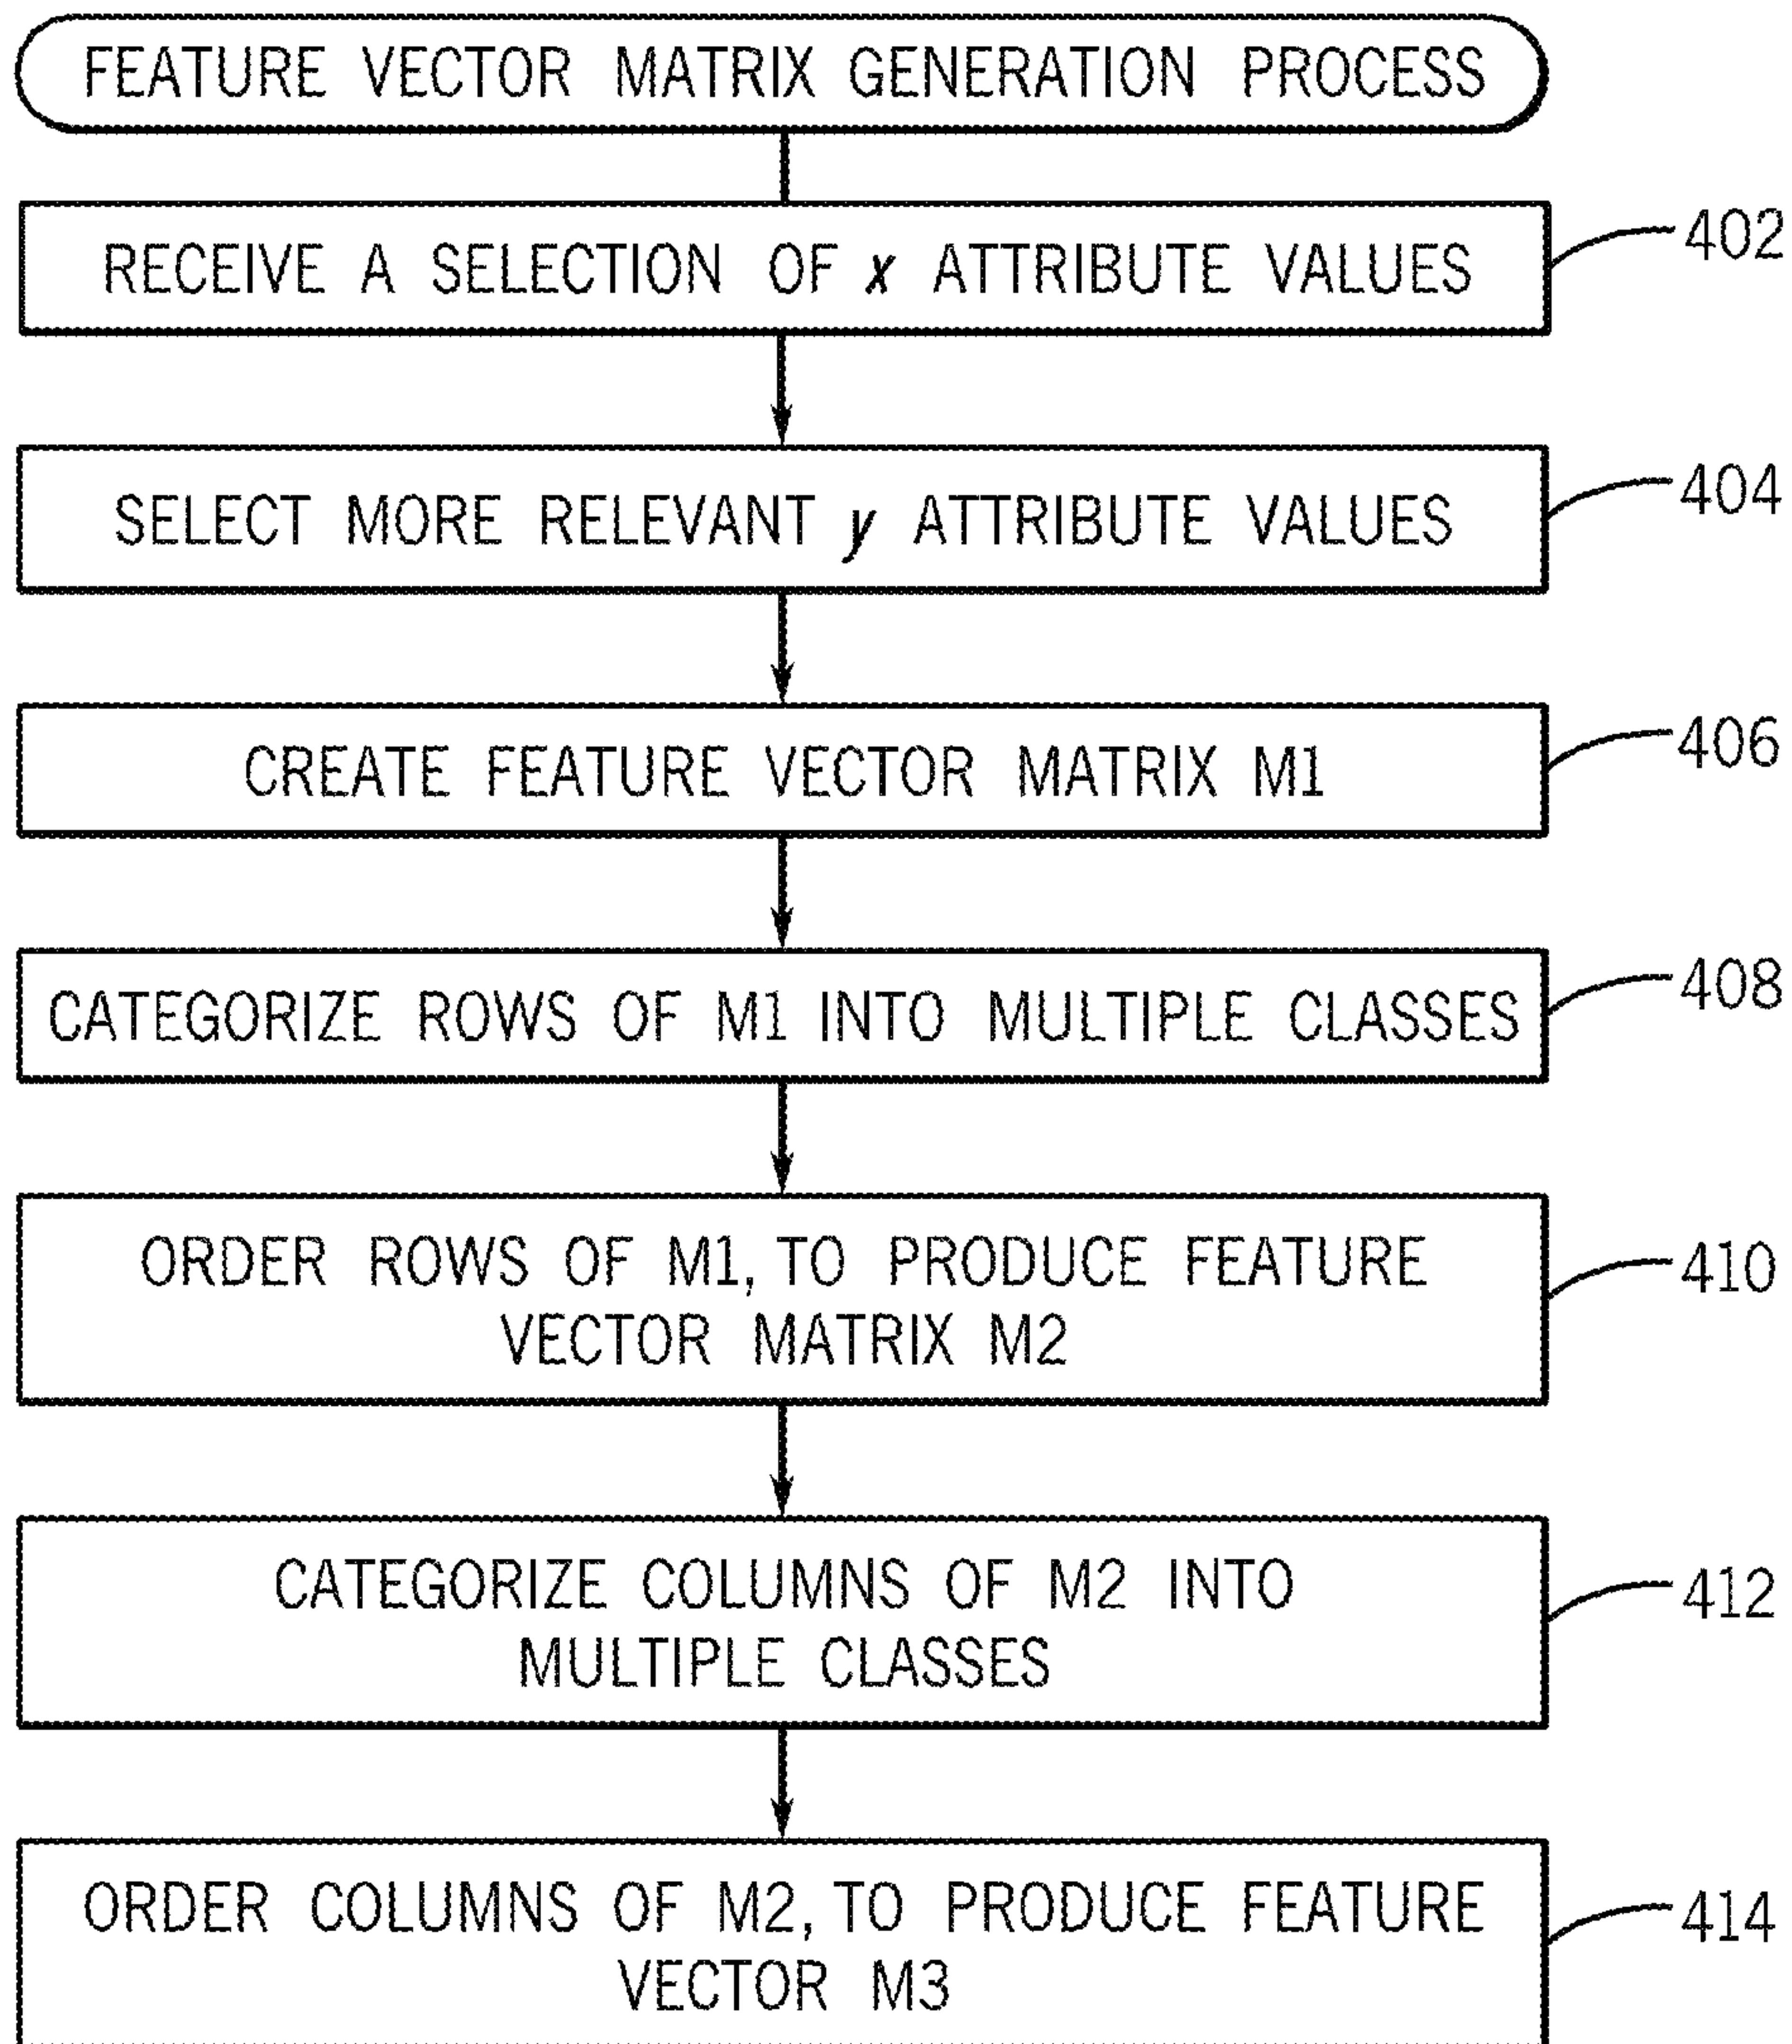 FEATURE VECTOR MATRIX GENERATION PROCESS
RECEIVE A SELECTION OF x ATTRIBUTE VALUES
402
SELECT MORE RELEVANT y ATTRIBUTE VALUES
404
CREATE FEATURE VECTOR MATRIX M1
406
CATEGORIZE ROWS OF M1 INTO MULTIPLE CLASSES
408
ORDER ROWS OF M1, TO PRODUCE FEATURE
VECTOR MATRIX M2
410
CATEGORIZE COLUMNS OF M2 INTO
MULTIPLE CLASSES
412
ORDER COLUMNS OF M2, TO PRODUCE FEATURE
VECTOR M3
414